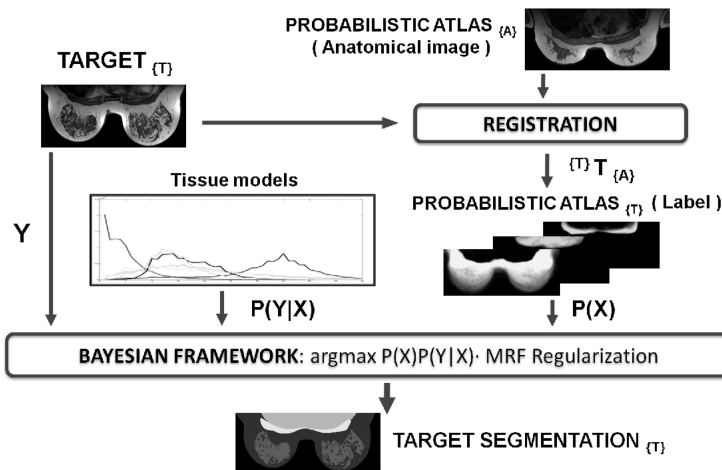 PROBABILISTIC ATLAS {A}
( Anatomical image )
TARGET {T}
REGISTRATION
{T} T {A}
Tissue models
PROBABILISTIC ATLAS {T} ( Label )
Y
P(Y|X)
P(X)
BAYESIAN FRAMEWORK: argmax P(X)P(Y|X)· MRF Regularization
TARGET SEGMENTATION {T}